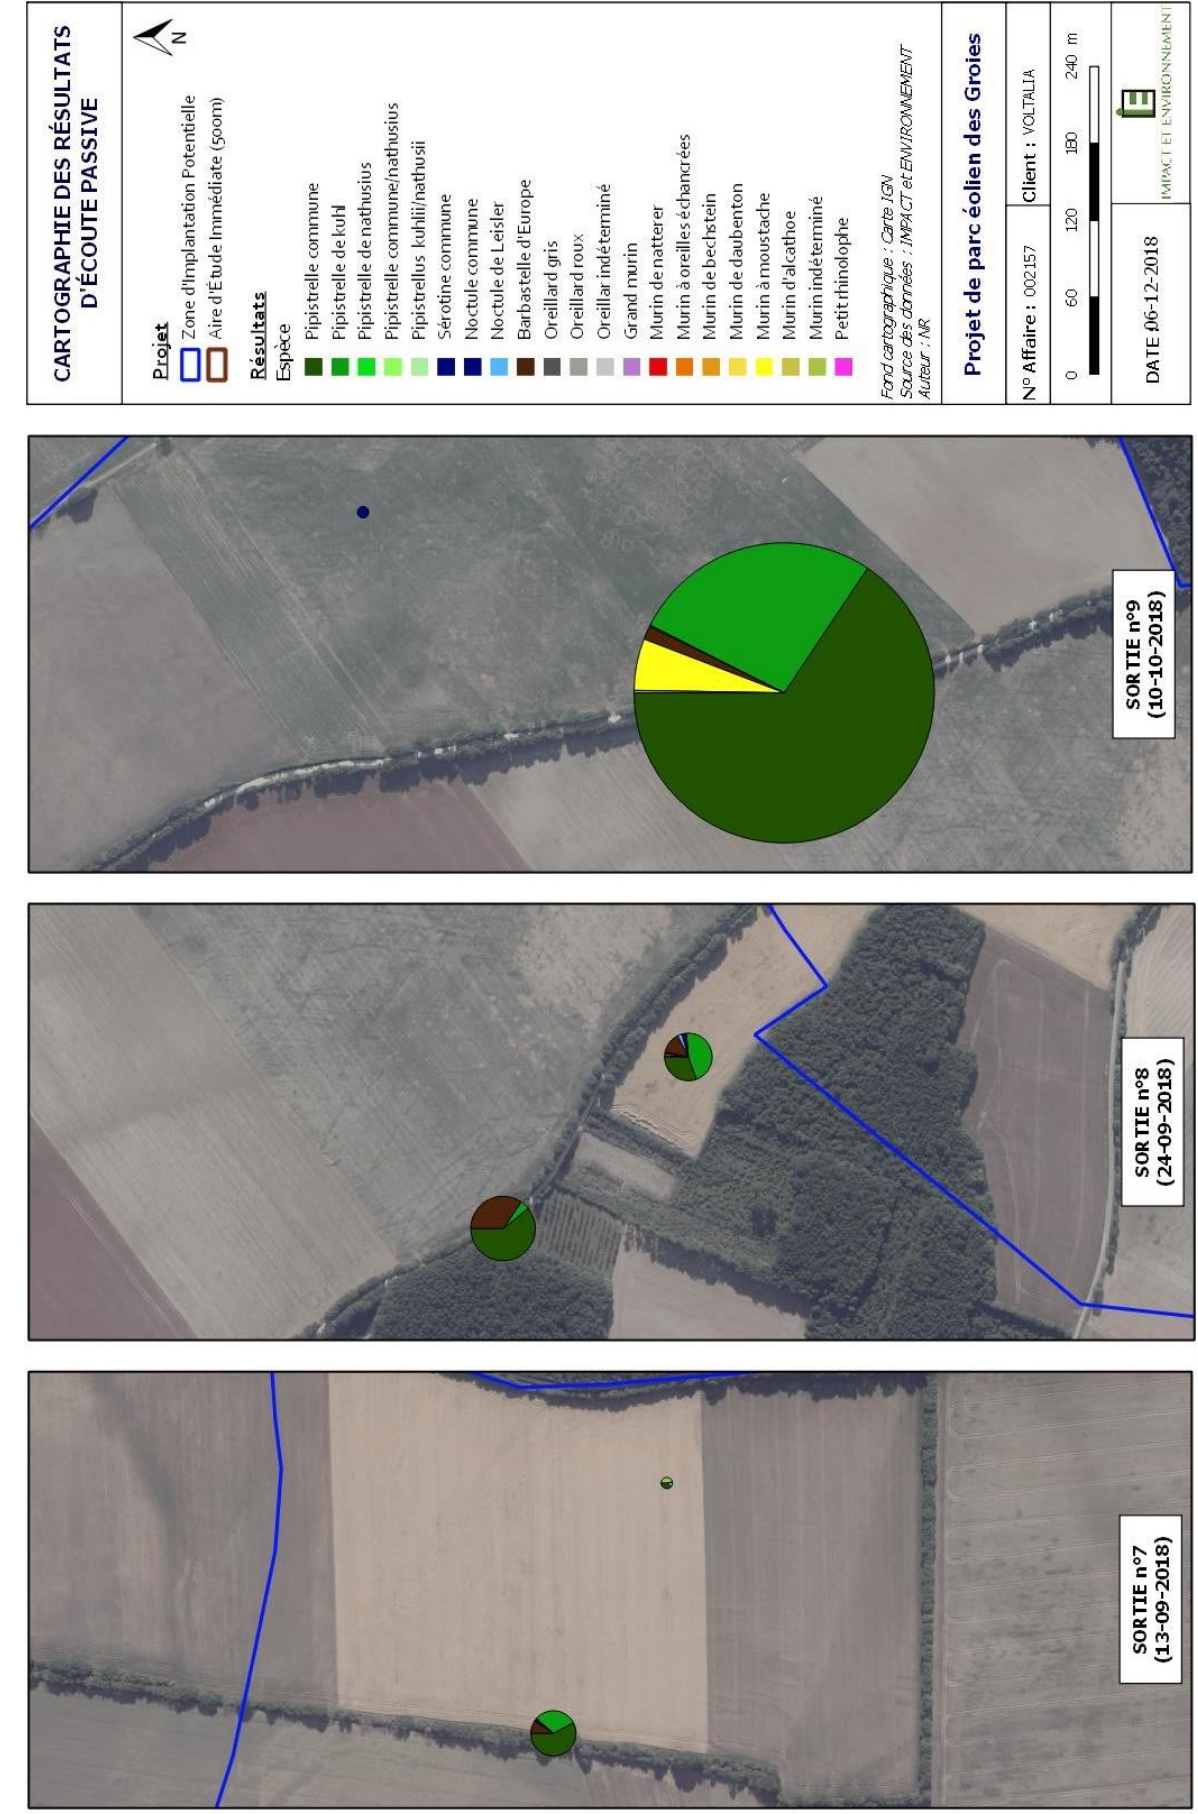 CARTOGRAPHIE DES RÉSULTATS
D'ÉCOUTE PASSIVE
N
Projet
Zone d'Implantation Potentielle
Aire d'Étude Immédiate (500m)
Résultats
Espèce
Pipistrelle commune
Pipistrelle de kuhl
Pipistrelle de nathusius
Pipistrelle commune/nathusius
Pipistrellus kuhlii/nathusii
Sérotine commune
Noctule commune
Noctule de Leisler
Barbastelle d'Europe
Oreillard gris
Oreillard roux
Oreillar indéterminé
Grand murin
Murin de natterer
Murin à oreilles échancrées
Murin de bechstein
Murin de daubenton
Murin à moustache
Murin d'alcathoe
Murin indéterminé
Petit rhinolophe
Fond cartographique : Carte IGN
Source des données : IMPACT et ENVIRONNEMENT
Auteur : NR
Projet de parc éolien des Groies
N° Affaire : 002157
Client : VOLTALIA
0 60 120 180 240 m
DATE 06-12-2018
IE
IMPACT ET ENVIRONNEMENT
SORTIE n°9
(10-10-2018)
SORTIE n°8
(24-09-2018)
SORTIE n°7
(13-09-2018)